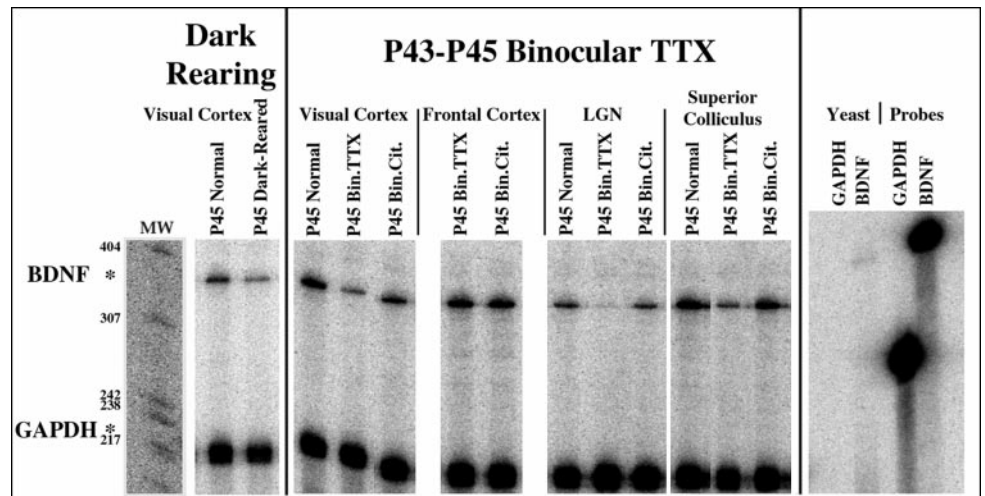 Dark
Rearing
P43-P45 Binocular TTX
Visual Cortex
Visual Cortex
Frontal Cortex
LGN
Superior
Colliculus
Yeast | Probes
P45 Normal
P45 Dark-Reared
P45 Normal
P45 Bin.TTX
P45 Bin.Cit.
P45 Bin.TTX
P45 Bin.Cit.
P45 Normal
P45 Bin.TTX
P45 Bin.Cit.
P45 Normal
P45 Bin.TTX
P45 Bin.Cit.
GAPDH
BDNF
GAPDH
BDNF
MW
404
BDNF *
307
242
238
GAPDH *
217